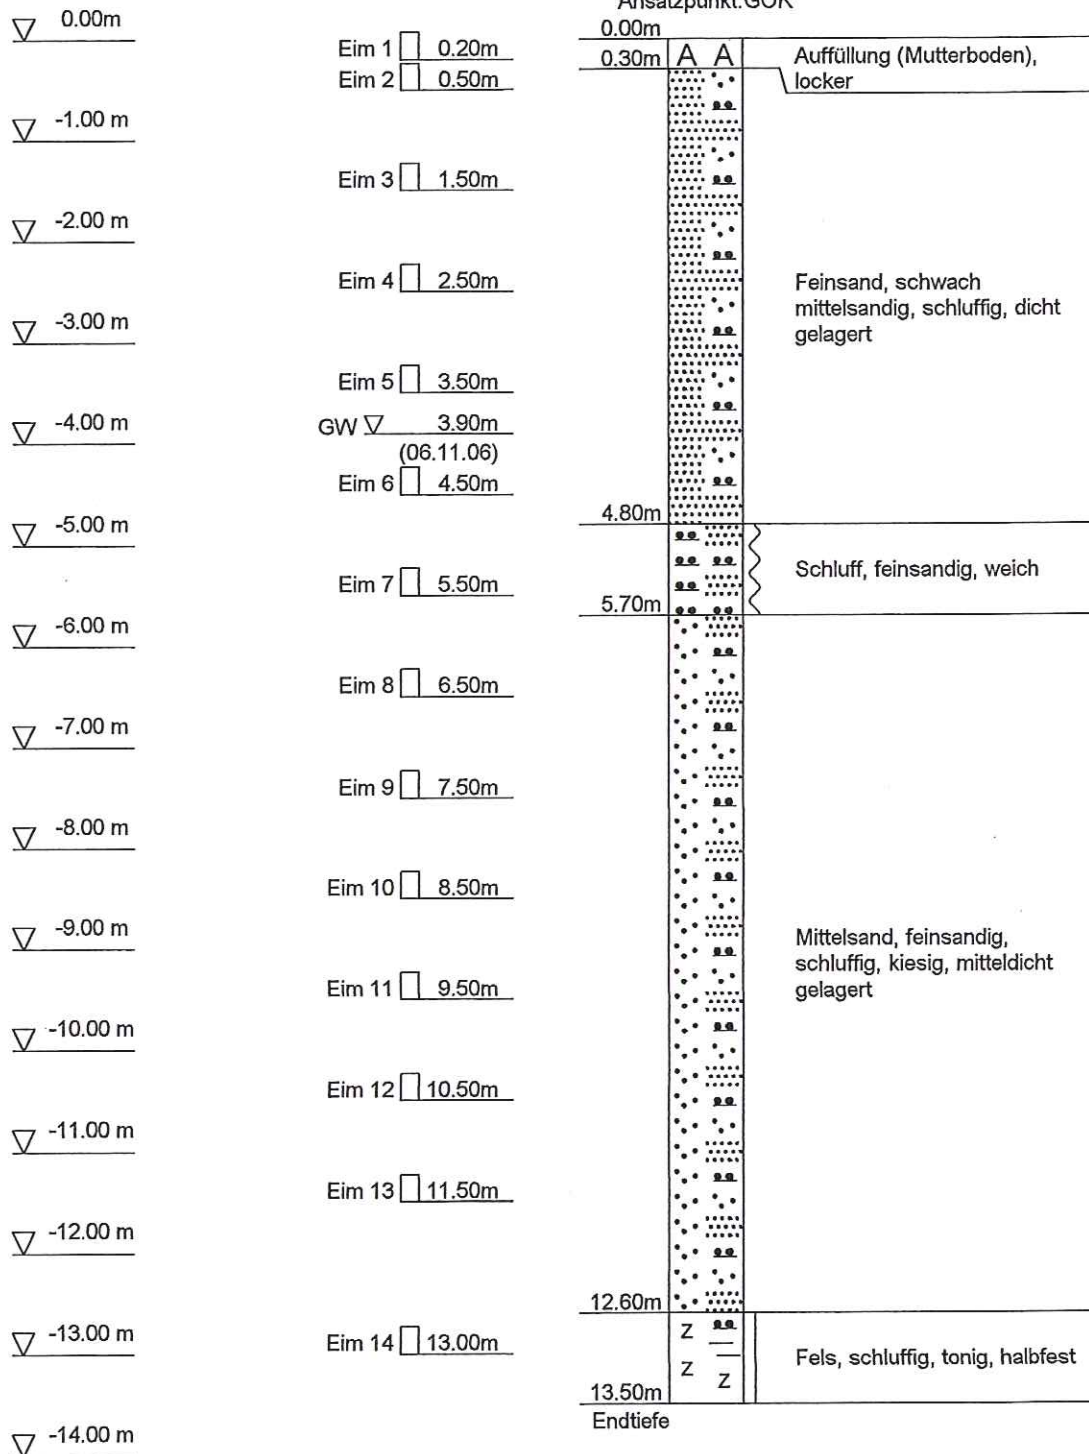 Ansatzpunkt:GOK
0.00m
-1.00 m
-2.00 m
-3.00 m
-4.00 m
-5.00 m
-6.00 m
-7.00 m
-8.00 m
-9.00 m
-10.00 m
-11.00 m
-12.00 m
-13.00 m
-14.00 m
Eim 1 0.20m
Eim 2 0.50m
Eim 3 1.50m
Eim 4 2.50m
Eim 5 3.50m
GW 3.90m
(06.11.06)
Eim 6 4.50m
Eim 7 5.50m
Eim 8 6.50m
Eim 9 7.50m
Eim 10 8.50m
Eim 11 9.50m
Eim 12 10.50m
Eim 13 11.50m
Eim 14 13.00m
0.00m
0.30m
4.80m
5.70m
12.60m
13.50m
Endtiefe
A A
z
z
z
Auffüllung (Mutterboden),
locker
Feinsand, schwach
mittelsandig, schluffig, dicht
gelagert
Schluff, feinsandig, weich
Mittelsand, feinsandig,
schluffig, kiesig, mitteldicht
gelagert
Fels, schluffig, tonig, halbfest